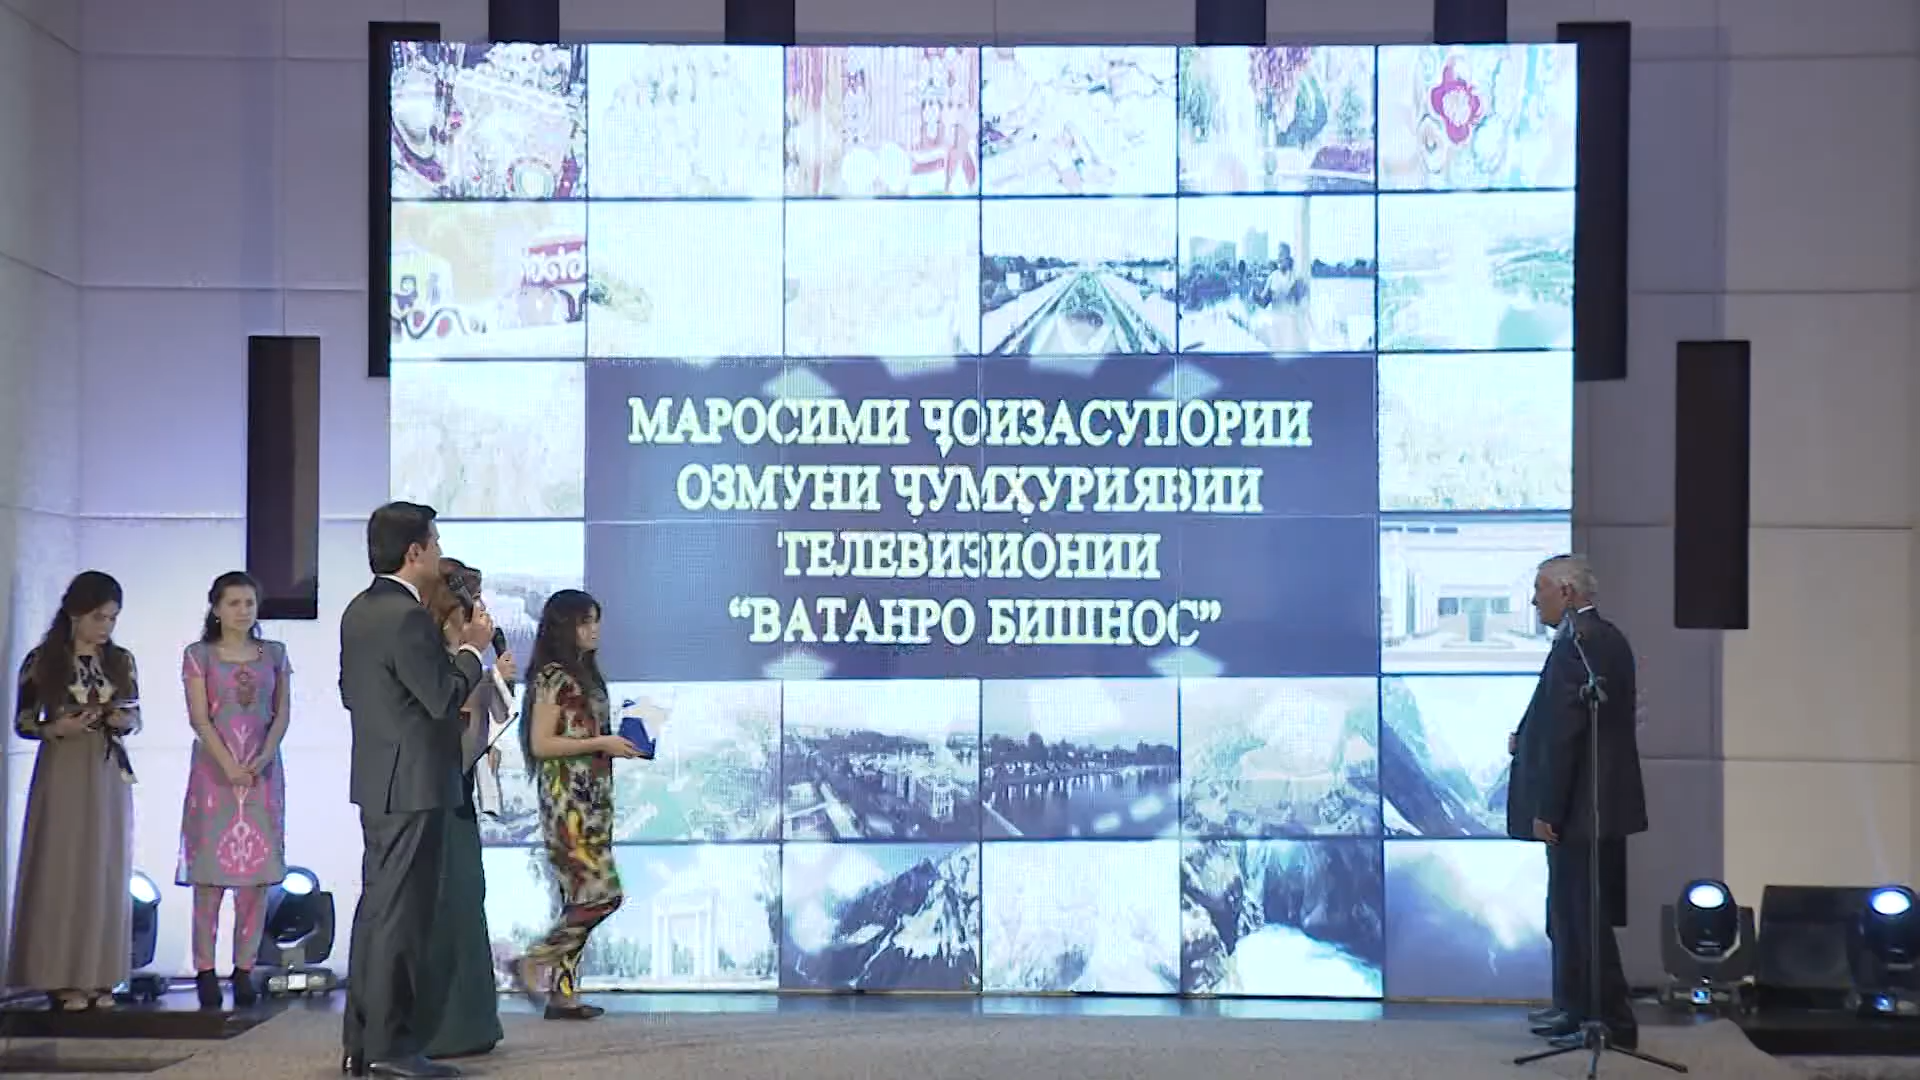 МАРОСИМИ ҶОИЗАСУПОРИИ
ОЗМУНИ ҶУМҲУРИЯВИИ
ТЕЛЕВИЗИОНИИ
“ВАТАНРО БИШНОС”